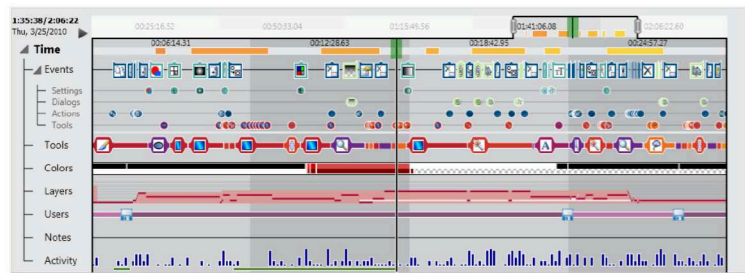 1:35:38/2:06:22
Thu, 3/25/2010
00:25:16.52 00:50:33.04 01:15:49.56 01:41:06.08 02:06:22.60
Time
00:06:14.31 00:12:28.63 00:18:42.95 00:24:57.27
Events
Settings
Dialogs
Actions
Tools
Tools
A
Colors
Layers
Users
Notes
Activity